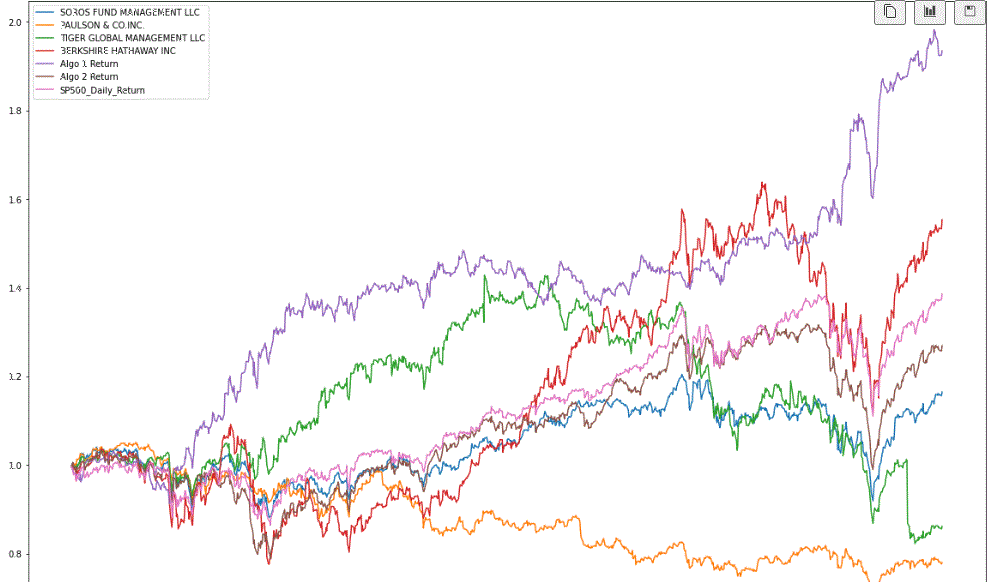 SOROS FUND MANAGEMENT LLC
PAULSON & CO.INC.
TIGER GLOBAL MANAGEMENT LLC
BERKSHIRE HATHAWAY INC
Algo 1 Return
Algo 2 Return
SP500_Daily_Return
2.0
1.8
1.6
1.4
1.2
1.0
0.8